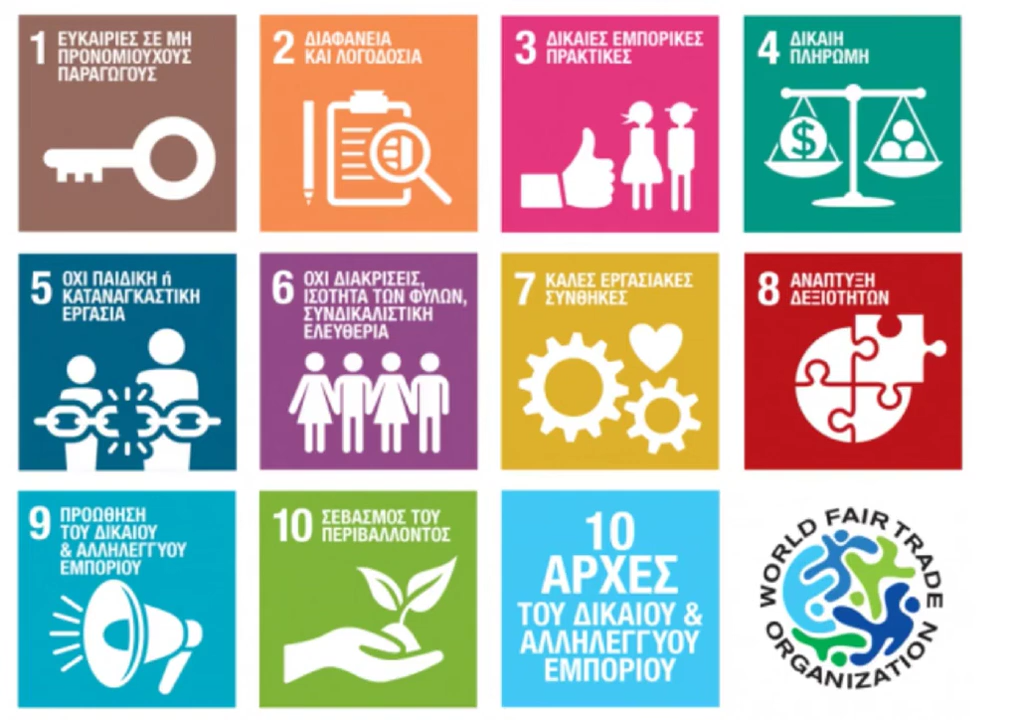 1 ΕΥΚΑΙΡΙΕΣ ΣΕ ΜΗ
ΠΡΟΝΟΜΙΟΥΧΟΥΣ
ΠΑΡΑΓΩΓΟΥΣ
2 ΔΙΑΦΑΝΕΙΑ
ΚΑΙ ΛΟΓΟΔΟΣΙΑ
3 ΔΙΚΑΙΕΣ ΕΜΠΟΡΙΚΕΣ
ΠΡΑΚΤΙΚΕΣ
4 ΔΙΚΑΙΗ
ΠΛΗΡΩΜΗ
$
5 ΟΧΙ ΠΑΙΔΙΚΗ ή
ΚΑΤΑΝΑΓΚΑΣΤΙΚΗ
ΕΡΓΑΣΙΑ
6 ΟΧΙ ΔΙΑΚΡΙΣΕΙΣ,
ΙΣΟΤΗΤΑ ΤΩΝ ΦΥΛΩΝ,
ΣΥΝΔΙΚΑΛΙΣΤΙΚΗ
ΕΛΕΥΘΕΡΙΑ
7 ΚΑΛΕΣ ΕΡΓΑΣΙΑΚΕΣ
ΣΥΝΘΗΚΕΣ
8 ΑΝΑΠΤΥΞΗ
ΔΕΞΙΟΤΗΤΩΝ
9 ΠΡΟΩΘΗΣΗ
ΤΟΥ ΔΙΚΑΙΟΥ
& ΑΛΛΗΛΕΓΓΥΟΥ
ΕΜΠΟΡΙΟΥ
10 ΣΕΒΑΣΜΟΣ ΤΟΥ
ΠΕΡΙΒΑΛΛΟΝΤΟΣ
10
ΑΡΧΕΣ
ΤΟΥ ΔΙΚΑΙΟΥ &
ΑΛΛΗΛΕΓΓΥΟΥ
ΕΜΠΟΡΙΟΥ
WORLD FAIR TRADE
ORGANIZATION